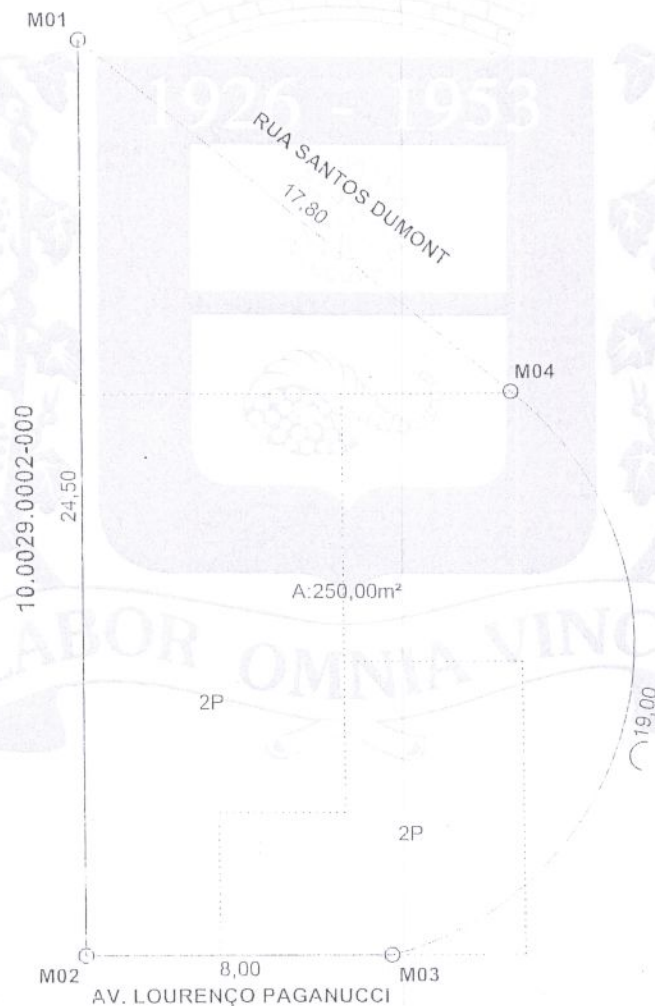 M01
1926 - 1953
RUA SANTOS DUMONT
17,80
M04
10.0029.0002-000
24,50
A:250,00m²
LABOR OMNIA VINC
2P
19,00
2P
M02
8,00
M03
AV. LOURENÇO PAGANUCCI